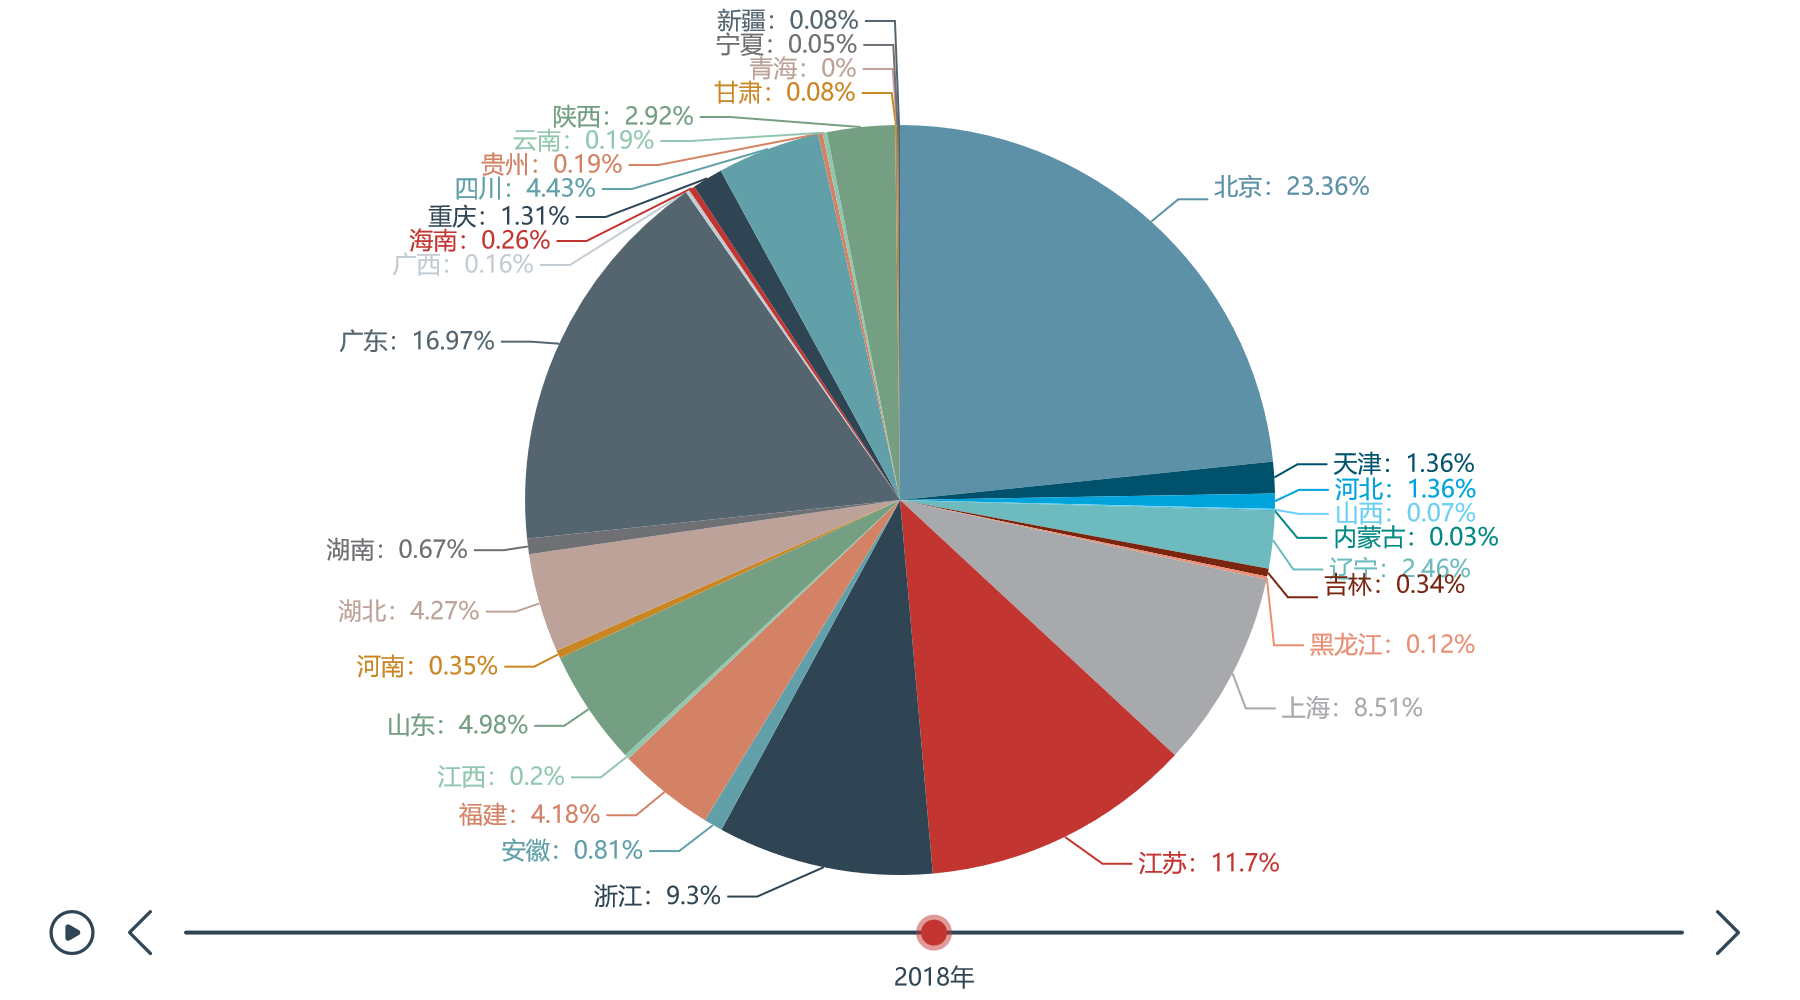 新疆：0.08%
宁夏：0.05%
青海：0%
甘肃：0.08%
陕西：2.92%
云南：0.19%
贵州：0.19%
四川：4.43%
重庆：1.31%
海南：0.26%
广西：0.16%
广东：16.97%
湖南：0.67%
湖北：4.27%
河南：0.35%
山东：4.98%
江西：0.2%
福建：4.18%
安徽：0.81%
浙江：9.3%
北京：23.36%
天津：1.36%
河北：1.36%
山西：0.07%
内蒙古：0.03%
辽宁：2.46%
吉林：0.34%
黑龙江：0.12%
上海：8.51%
江苏：11.7%
2018年